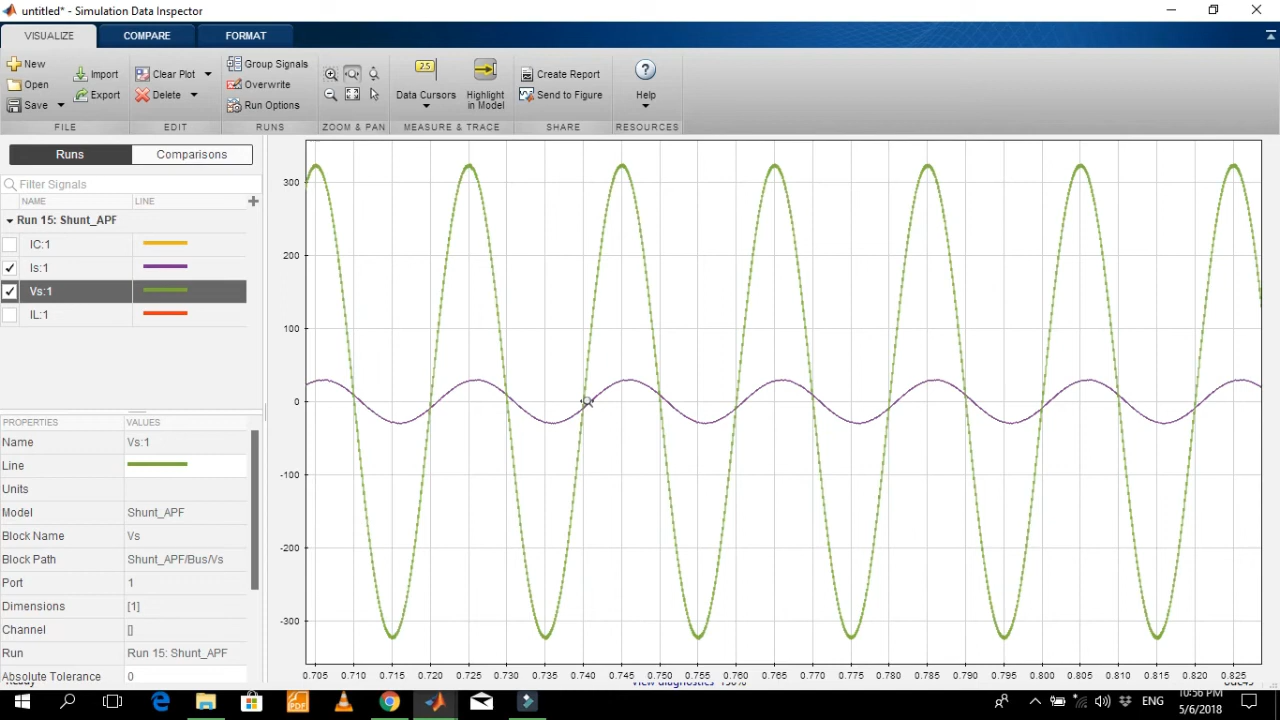 untitled* - Simulation Data Inspector
VISUALIZE COMPARE FORMAT
New Import Clear Plot Group Signals
Open Overwrite
Save Export Delete Run Options
2.5 Data Cursors Highlight in Model Create Report Send to Figure Help
FILE EDIT RUNS ZOOM & PAN MEASURE & TRACE SHARE RESOURCES
Runs Comparisons
Filter Signals
NAME LINE
Run 15: Shunt_APF
IC:1
Is:1
Vs:1
IL:1
PROPERTIES VALUES
Name Vs:1
Line
Units
Model Shunt_APF
Block Name Vs
Block Path Shunt_APF/Bus/Vs
Port 1
Dimensions [1]
Channel []
Run Run 15: Shunt_APF
Absolute Tolerance 0
300
200
100
0
-100
-200
-300
0.705 0.710 0.715 0.720 0.725 0.730 0.735 0.740 0.745 0.750 0.755 0.760 0.765 0.770 0.775 0.780 0.785 0.790 0.795 0.800 0.805 0.810 0.815 0.820 0.825
View diagnostics
ENG
10:56 PM
5/6/2018